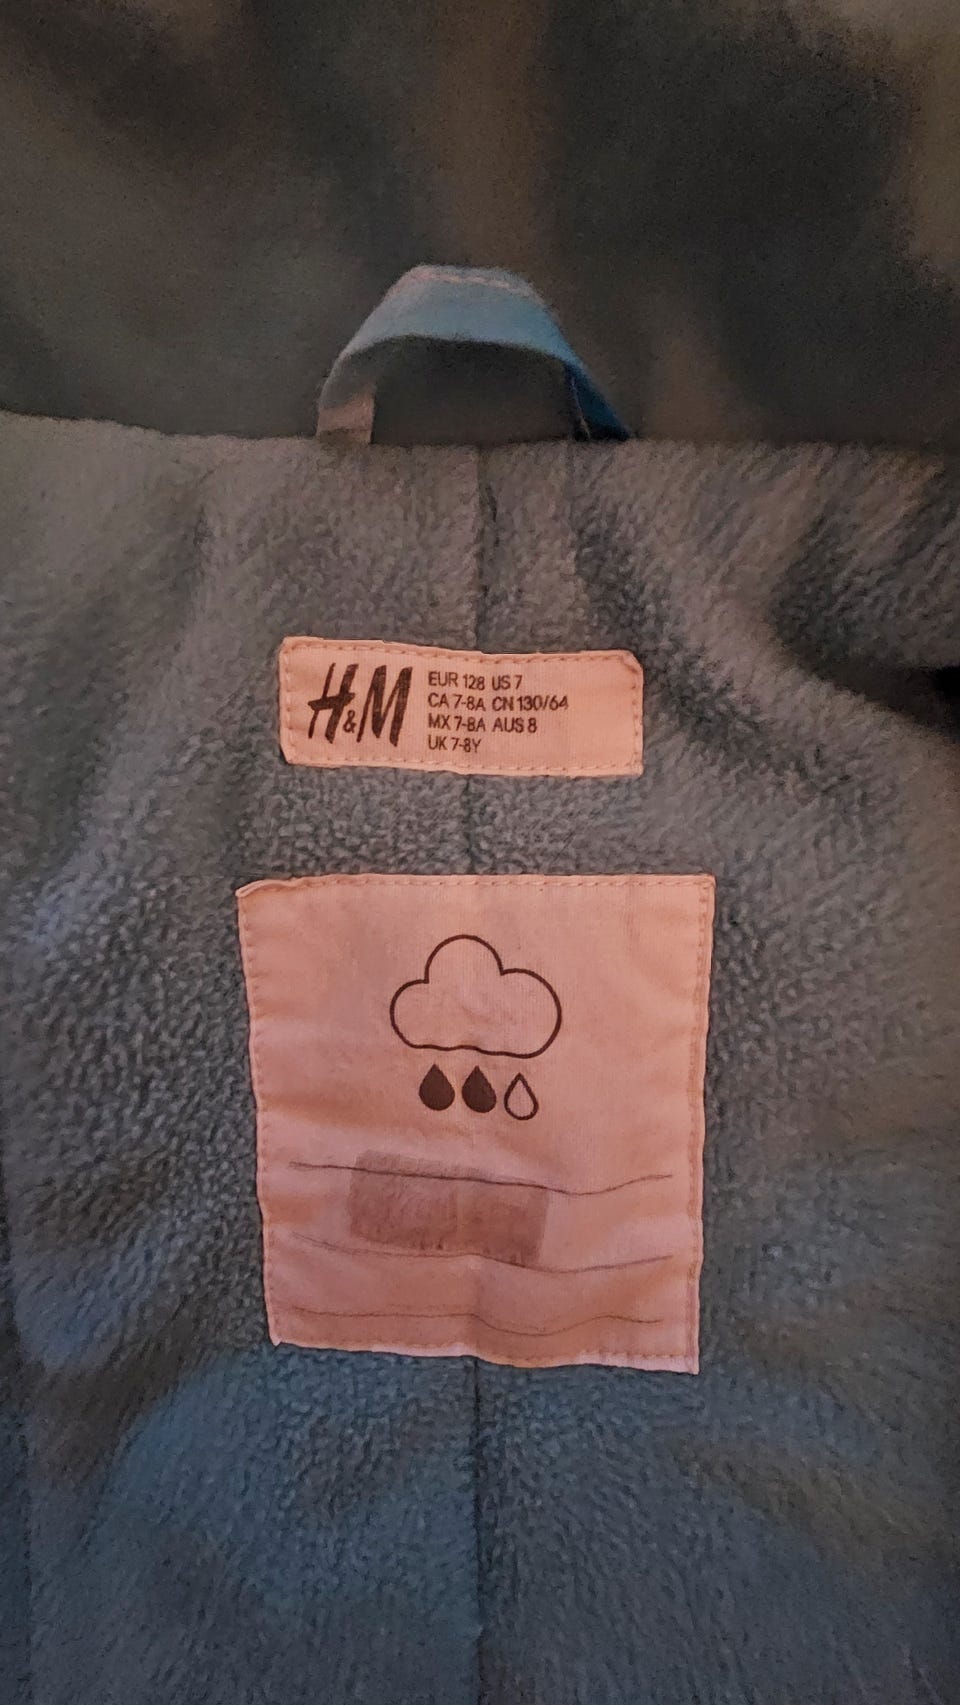 H&M
EUR 128 US 7
CA 7-8A CN 130/64
MX 7-8A AUS 8
UK 7-8Y